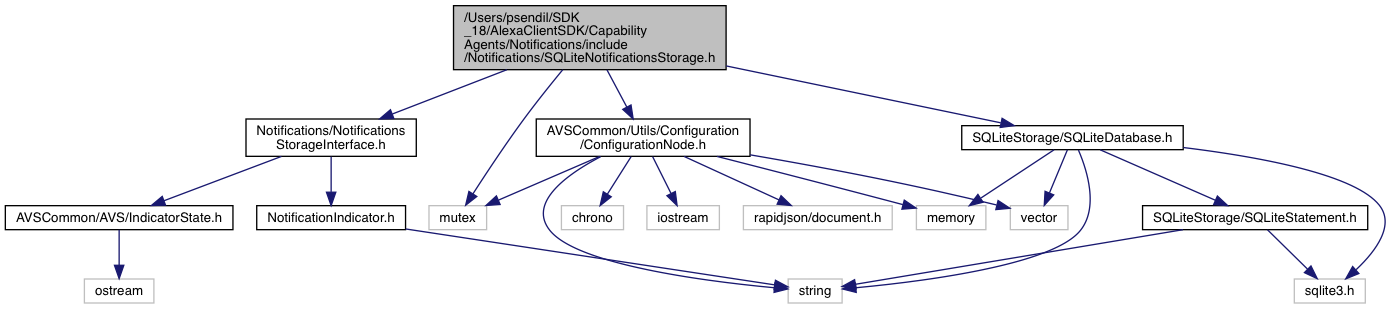 /Users/psendil/SDK
_18/AlexaClientSDK/Capability
Agents/Notifications/include
/Notifications/SQLiteNotificationsStorage.h
Notifications/Notifications
StorageInterface.h
AVSCommon/Utils/Configuration
/ConfigurationNode.h
SQLiteStorage/SQLiteDatabase.h
AVSCommon/AVS/IndicatorState.h
NotificationIndicator.h
mutex
chrono
iostream
rapidjson/document.h
memory
vector
SQLiteStorage/SQLiteStatement.h
ostream
string
sqlite3.h